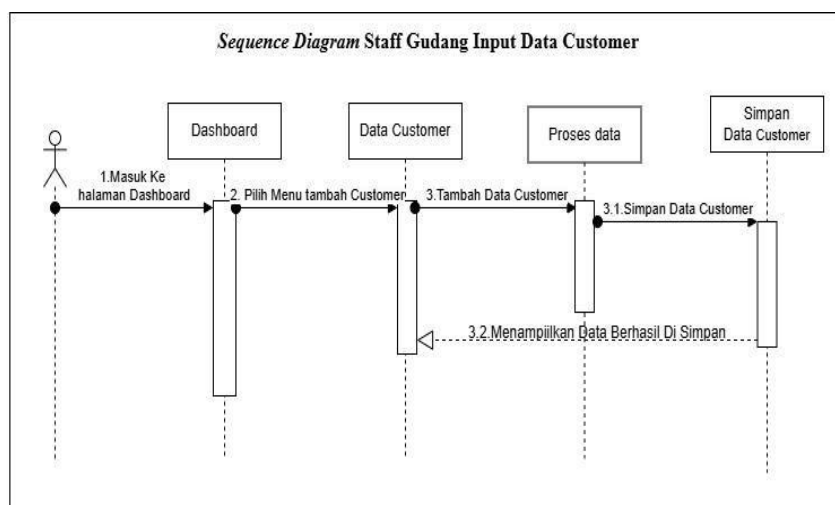 Sequence Diagram Staff Gudang Input Data Customer
Dashboard
Data Customer
Proses data
Simpan
Data Customer
1.Masuk Ke
halaman Dashboard
2. Pilih Menu tambah Customer
3.Tambah Data Customer
3.1.Simpan Data Customer
3.2.Menampiilkan Data Berhasil Di Simpan